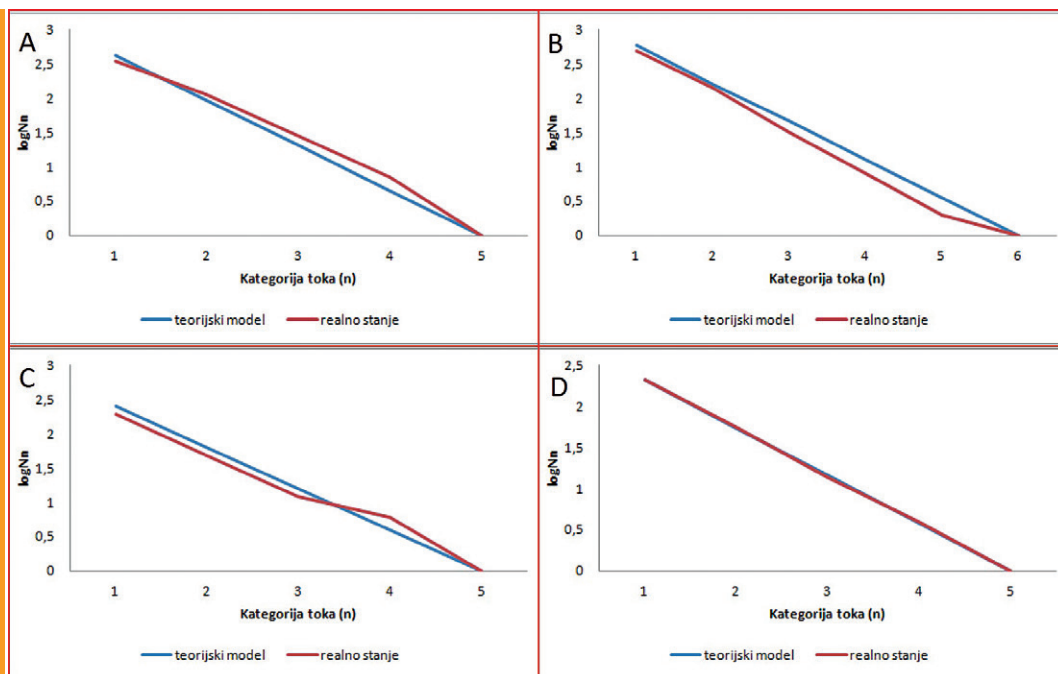 A
3
2,5
2
1,5
1
0,5
0
logNn
1 2 3 4 5
Kategorija toka (n)
teorijski model realno stanje
B
3
2,5
2
1,5
1
0,5
0
logNn
1 2 3 4 5 6
Kategorija toka (n)
teorijski model realno stanje
C
3
2,5
2
1,5
1
0,5
0
logNn
1 2 3 4 5
Kategorija toka (n)
teorijski model realno stanje
D
2,5
2
1,5
1
0,5
0
logNn
1 2 3 4 5
Kategorija toka (n)
teorijski model realno stanje